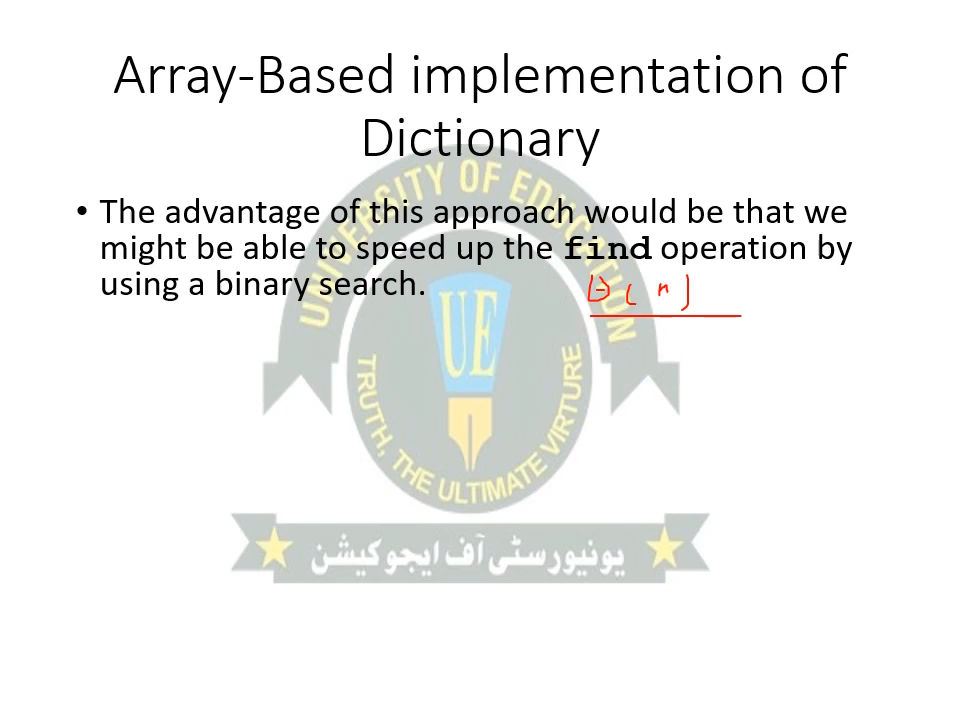 Array-Based implementation of
Dictionary
• The advantage of this approach would be that we
might be able to speed up the find operation by
using a binary search.
Θ(n)
UNIVERSITY OF EDUCATION
UE
TRUTH, THE ULTIMATE VIRTURE
یونیورسٹی آف ایجوکیشن